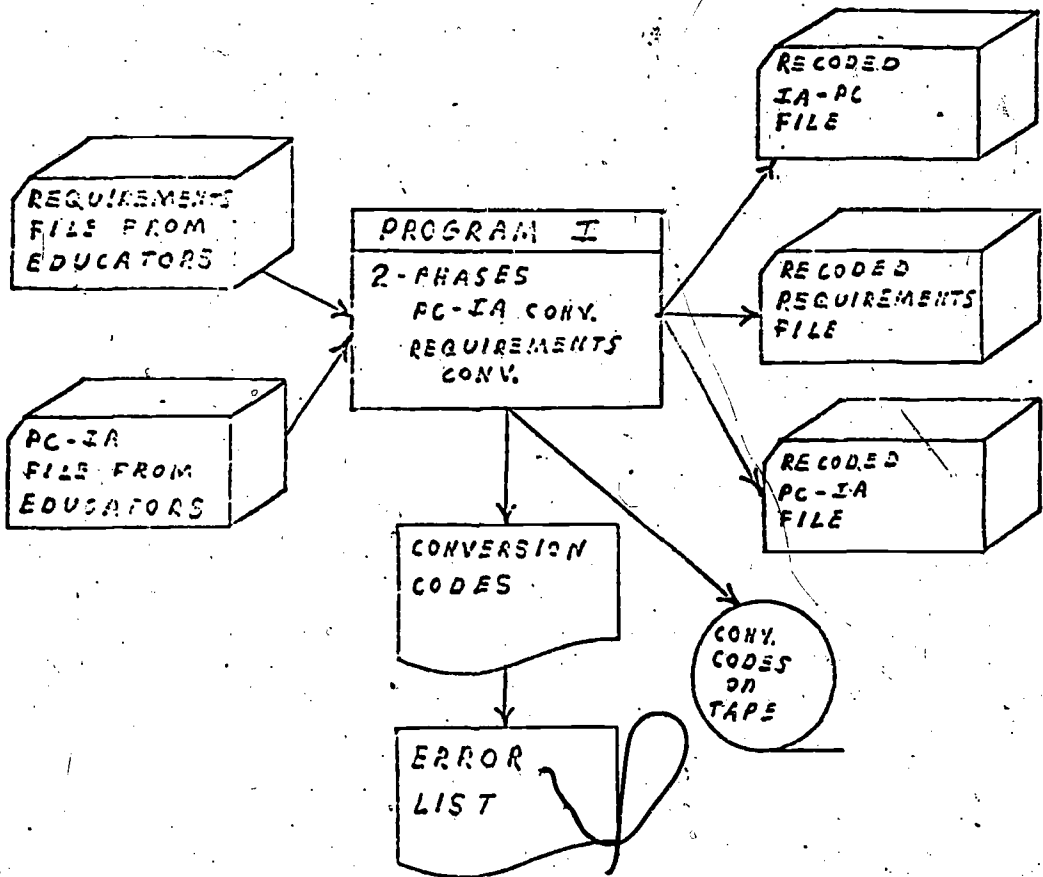 REQUIREMENTS
FILE FROM
EDUCATORS
PC-IA
FILE FROM
EDUCATORS
PROGRAM I
2-PHASES
PC-IA CONV.
REQUIREMENTS
CONV.
RECODED
IA-PC
FILE
RECODED
REQUIREMENTS
FILE
RECODED
PC-IA
FILE
CONVERSION
CODES
CONV.
CODES
ON
TAPE
ERROR
LIST